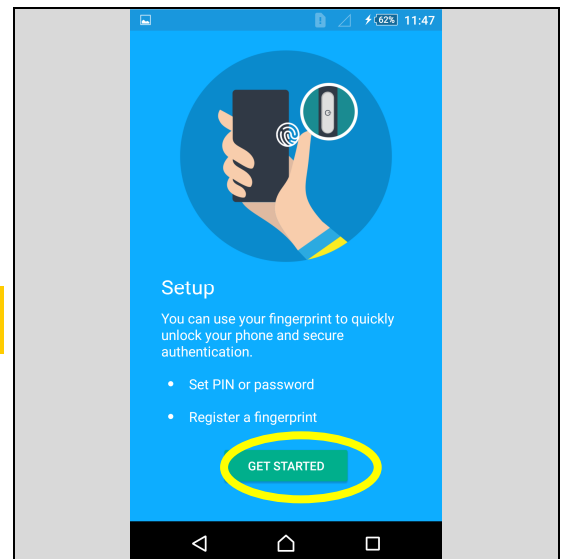 62% 11:47
Setup
You can use your fingerprint to quickly
unlock your phone and secure
authentication.
• Set PIN or password
• Register a fingerprint
GET STARTED